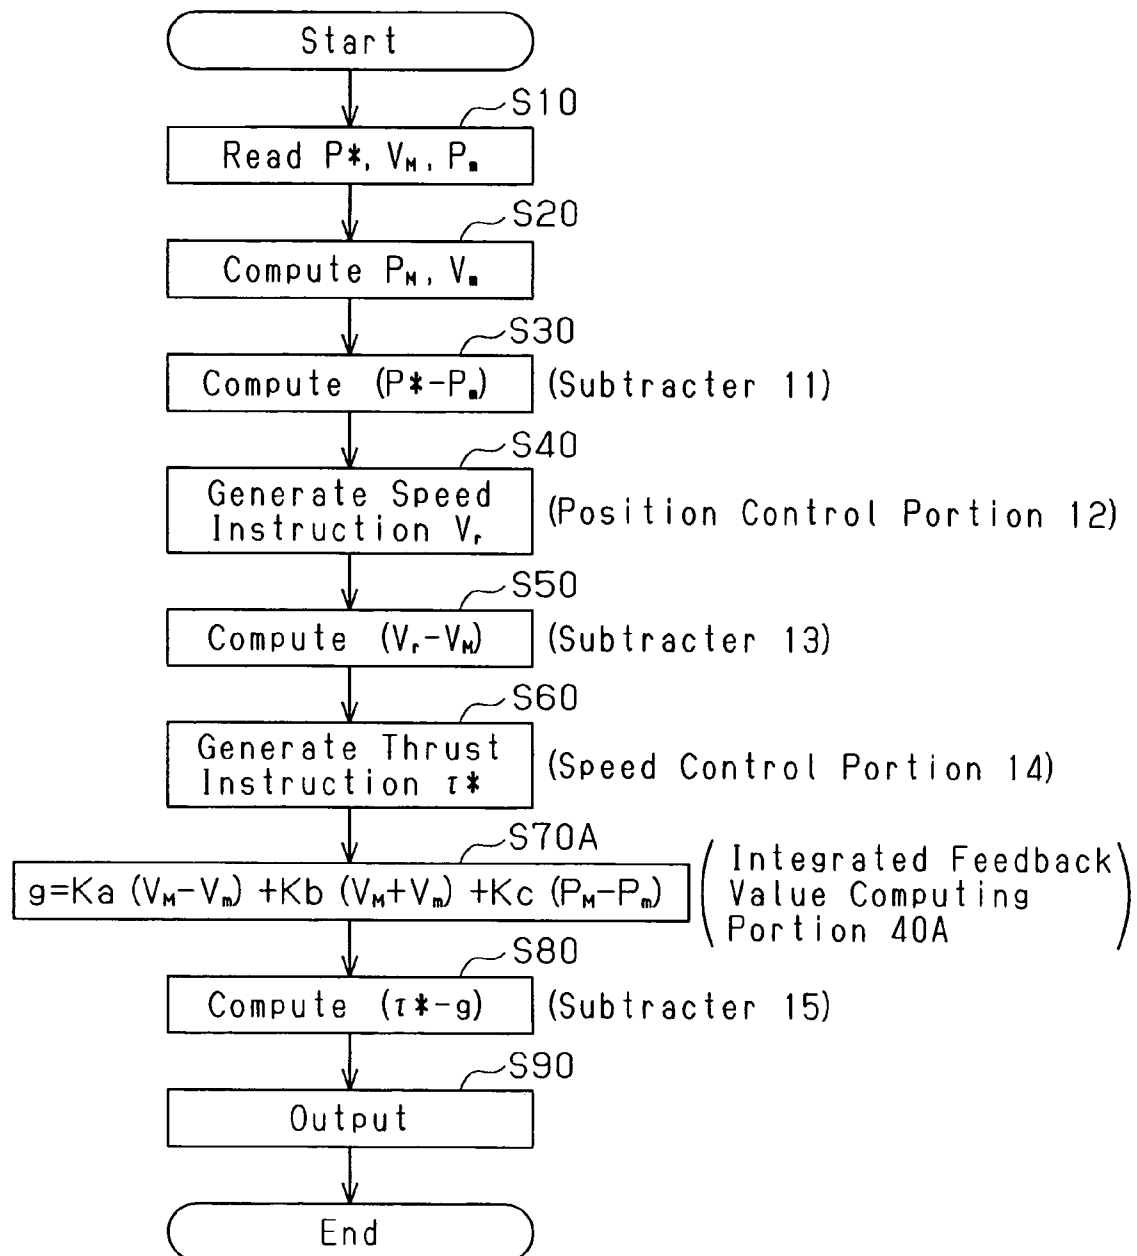 Start
S10
Read P*, V_M, P_m
S20
Compute P_M, V_m
S30
Compute (P*-P_m)
(Subtracter 11)
S40
Generate Speed
Instruction V_r
(Position Control Portion 12)
S50
Compute (V_r-V_M)
(Subtracter 13)
S60
Generate Thrust
Instruction τ*
(Speed Control Portion 14)
S70A
g=Ka (V_M-V_m) +Kb (V_M+V_m) +Kc (P_M-P_m)
(Integrated Feedback
Value Computing
Portion 40A)
S80
Compute (τ*-g)
(Subtracter 15)
S90
Output
End